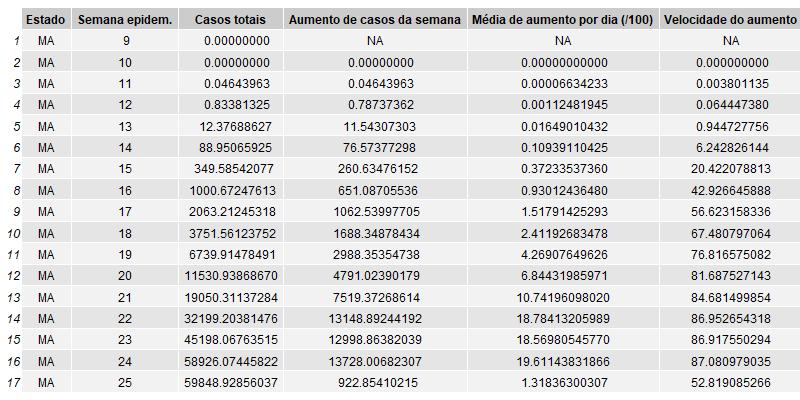 Estado Semana epidem. Casos totais Aumento de casos da semana Média de aumento por dia (/100) Velocidade do aumento
1 MA 9 0.00000000 NA NA NA
2 MA 10 0.00000000 0.00000000 0.00000000000 0.000000000
3 MA 11 0.04643963 0.04643963 0.00006634233 0.003801135
4 MA 12 0.83381325 0.78737362 0.00112481945 0.064447380
5 MA 13 12.37688627 11.54307303 0.01649010432 0.944727756
6 MA 14 88.95065925 76.57377298 0.10939110425 6.242826144
7 MA 15 349.58542077 260.63476152 0.37233537360 20.422078813
8 MA 16 1000.67247613 651.08705536 0.93012436480 42.926645888
9 MA 17 2063.21245318 1062.53997705 1.51791425293 56.623158336
10 MA 18 3751.56123752 1688.34878434 2.41192683478 67.480797064
11 MA 19 6739.91478491 2988.35354738 4.26907649626 76.816575082
12 MA 20 11530.93868670 4791.02390179 6.84431985971 81.687527143
13 MA 21 19050.31137284 7519.37268614 10.74196098020 84.681499854
14 MA 22 32199.20381476 13148.89244192 18.78413205989 86.952654318
15 MA 23 45198.06763515 12998.86382039 18.56980545770 86.917550294
16 MA 24 58926.07445822 13728.00682307 19.61143831866 87.080979035
17 MA 25 59848.92856037 922.85410215 1.31836300307 52.819085266